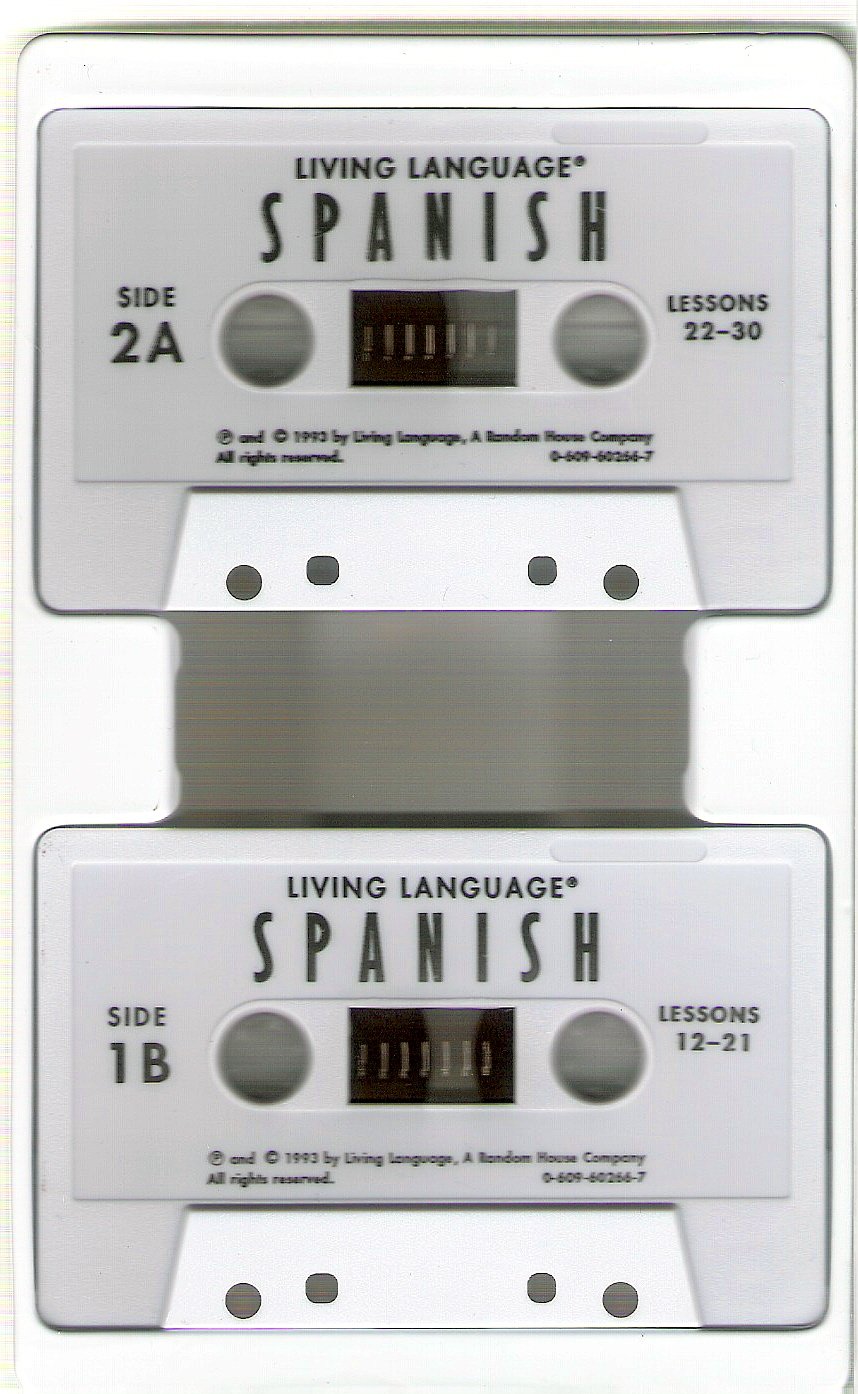 LIVING LANGUAGE®
SPANISH
SIDE
2A
LESSONS
22–30
℗ and © 1993 by Living Language, A Random House Company
All rights reserved.
0-609-60266-7
LIVING LANGUAGE®
SPANISH
SIDE
1B
LESSONS
12–21
℗ and © 1993 by Living Language, A Random House Company
All rights reserved.
0-609-60266-7